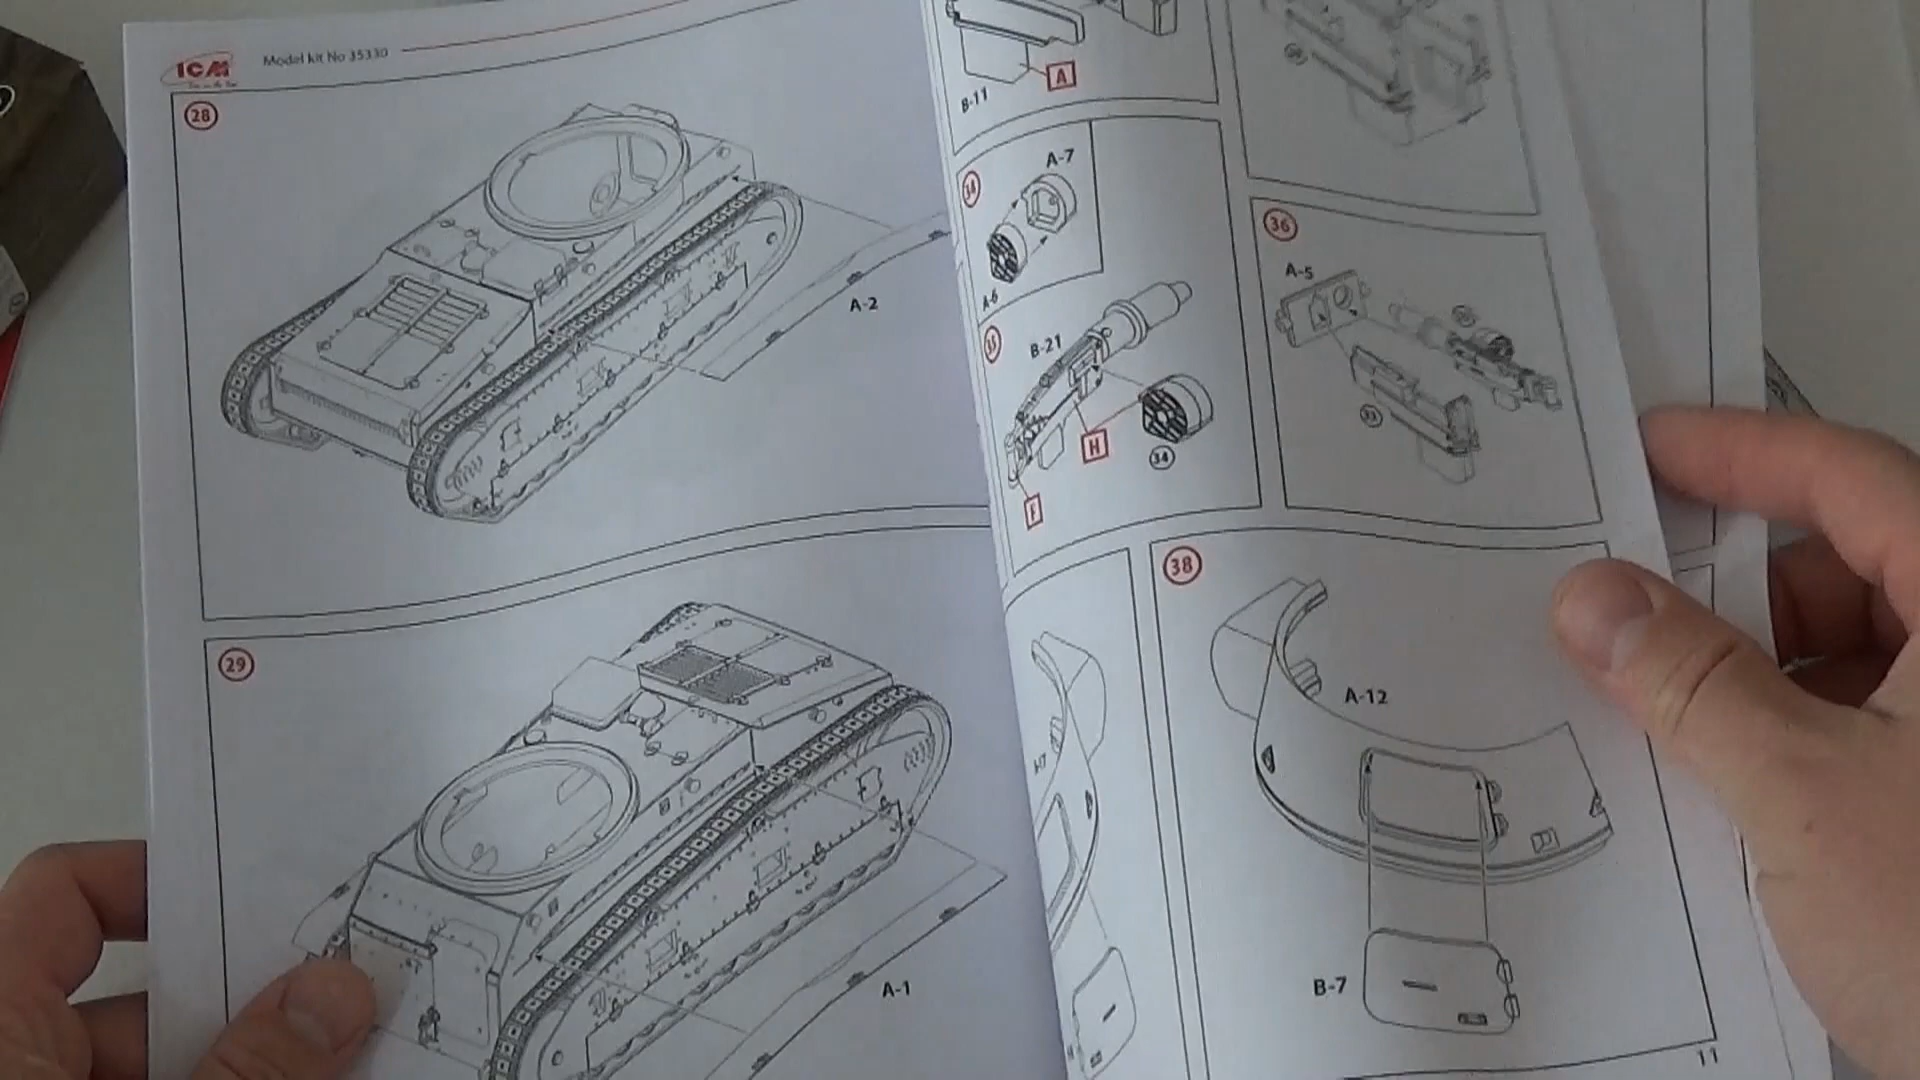 ICM
Model kit No 35330
28
A-2
29
A-1
B-11
A
34
A-7
A-6
35
B-21
H
34
F
36
A-5
33
38
A-12
B-7
11